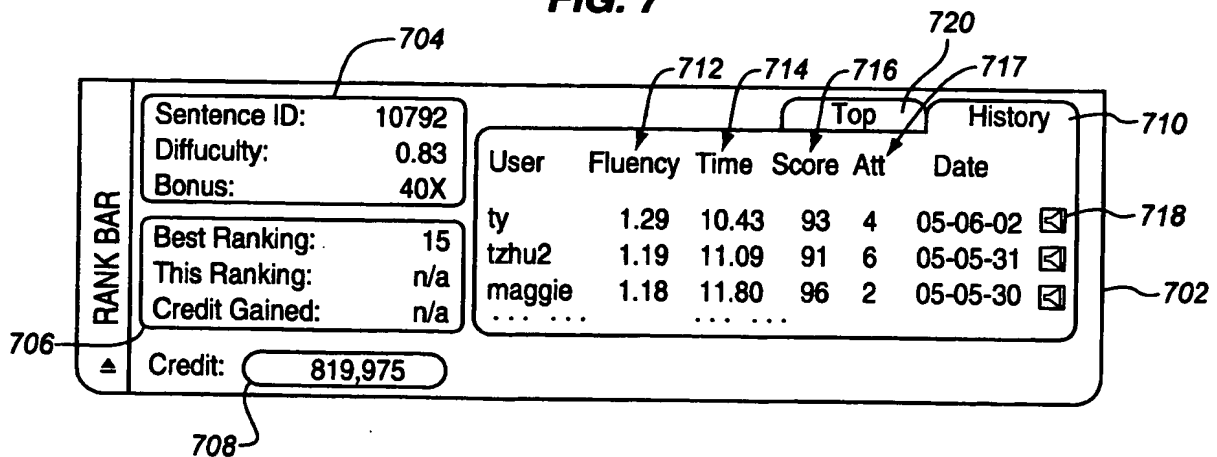 FIG. 7
704
720
712
714
716
717
Sentence ID: 10792
Diffuculty: 0.83
Bonus: 40X
Top
History
710
User Fluency Time Score Att Date
ty 1.29 10.43 93 4 05-06-02
718
tzhu2 1.19 11.09 91 6 05-05-31
maggie 1.18 11.80 96 2 05-05-30
... ... ... ...
702
RANK BAR
Best Ranking: 15
This Ranking: n/a
Credit Gained: n/a
706
Credit: 819,975
708